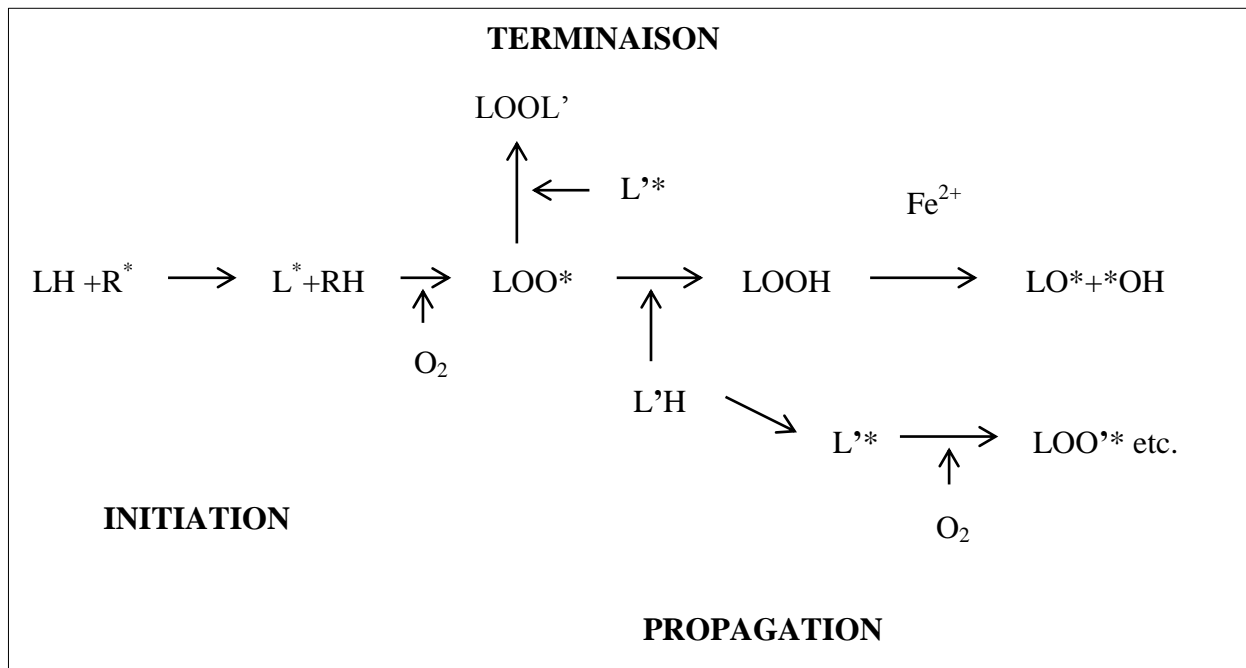 TERMINAISON
LOOL’
L’*
Fe²⁺
LH +R* L*+RH LOO* LOOH LO*+*OH
O₂
L’H
L’* LOO’* etc.
INITIATION
O₂
PROPAGATION